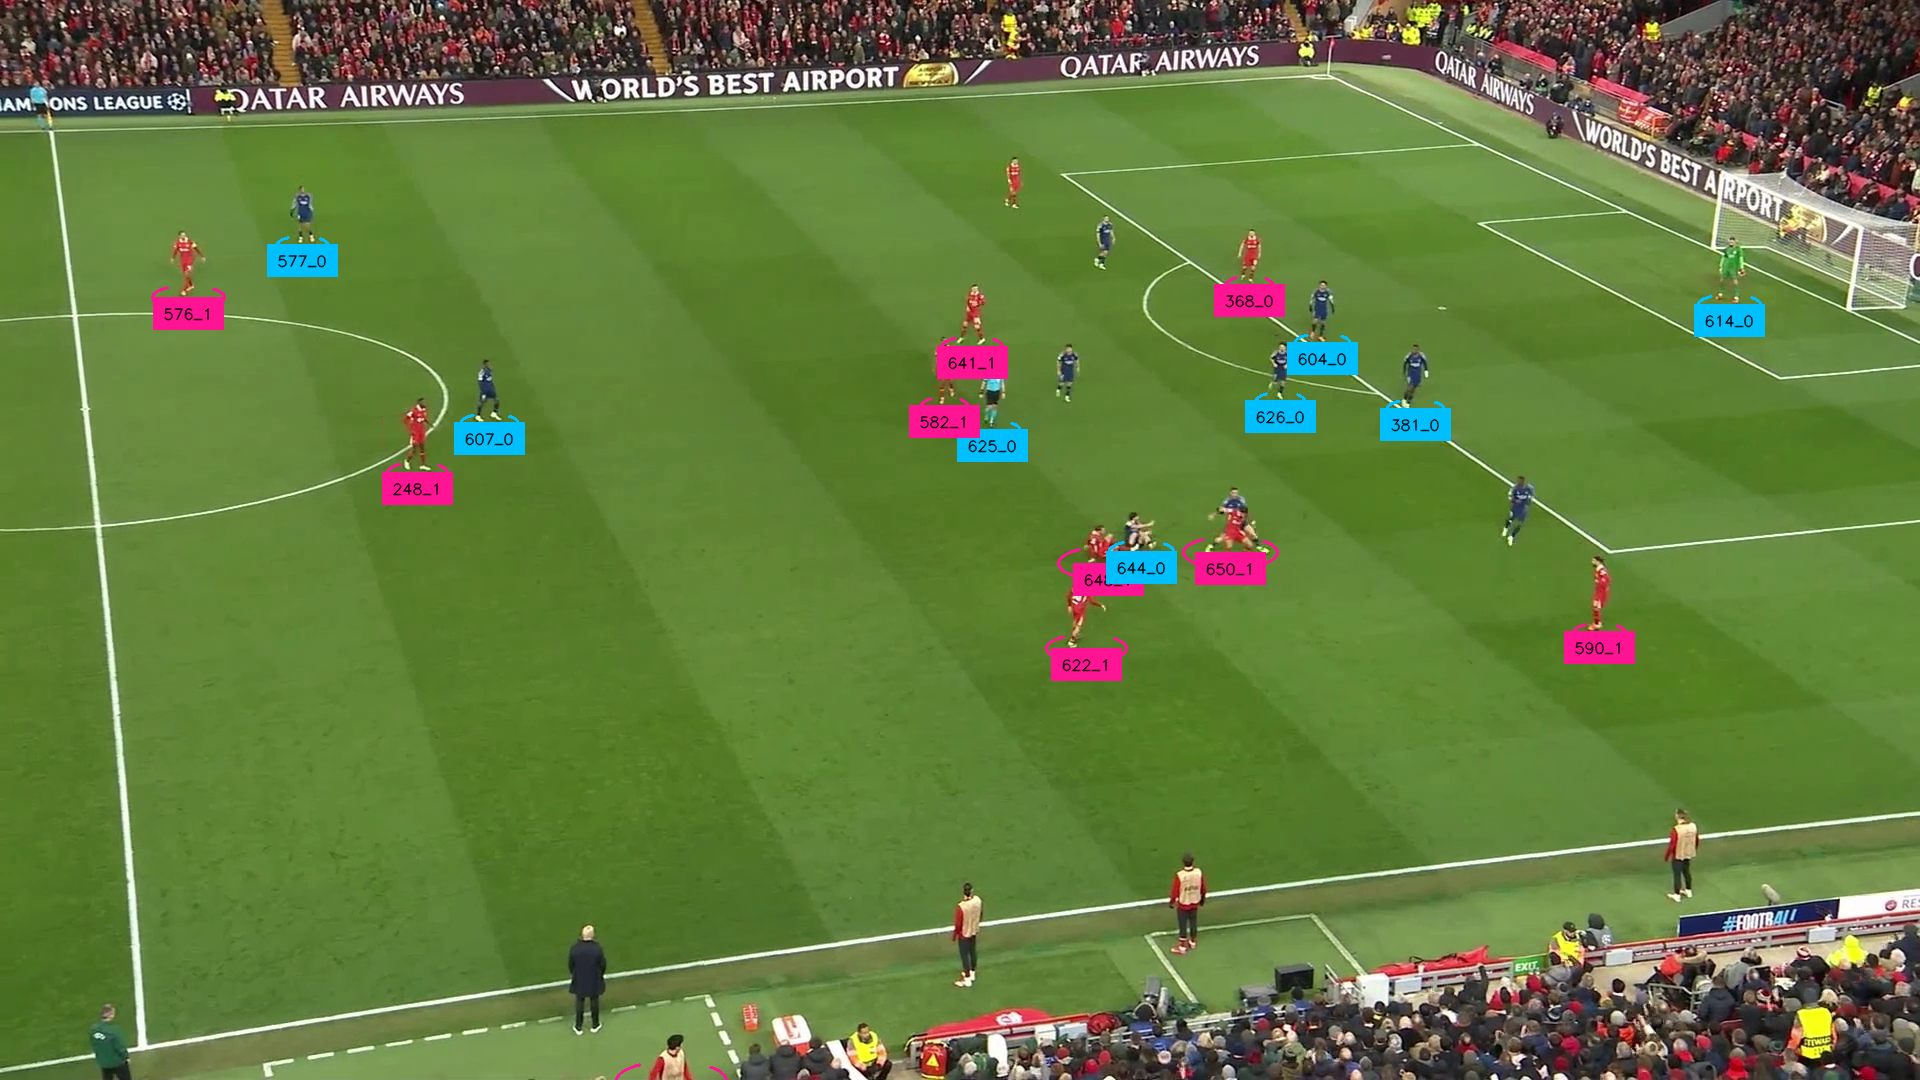 ONS LEAGUE
QATAR AIRWAYS
WORLD'S BEST AIRPORT
QATAR AIRWAYS
QATAR AIRWAYS
WORLD'S BEST AIRPORT
577_0
576_1
368_0
614_0
641_1
604_0
582_1
626_0
381_0
607_0
625_0
248_1
644_0
650_1
622_1
590_1
#FOOTBALL
EXIT